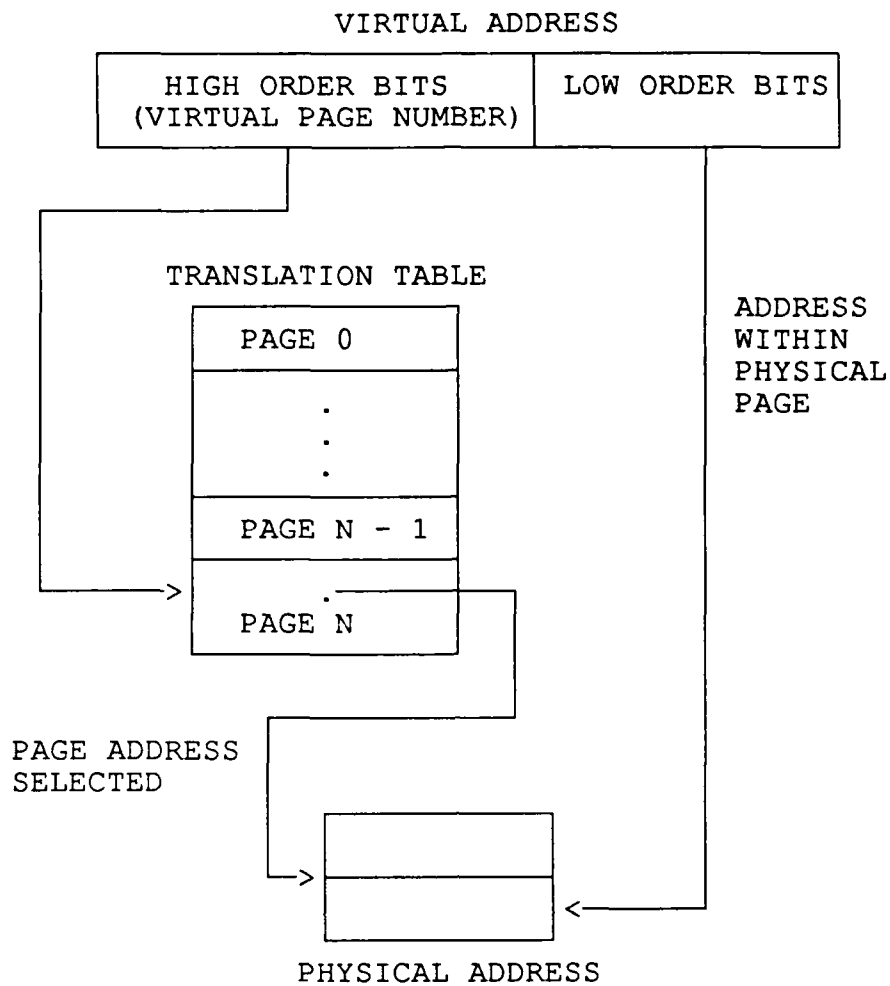 VIRTUAL ADDRESS
HIGH ORDER BITS
(VIRTUAL PAGE NUMBER)
LOW ORDER BITS
TRANSLATION TABLE
PAGE 0
.
.
.
PAGE N - 1
.
PAGE N
ADDRESS
WITHIN
PHYSICAL
PAGE
PAGE ADDRESS
SELECTED
PHYSICAL ADDRESS